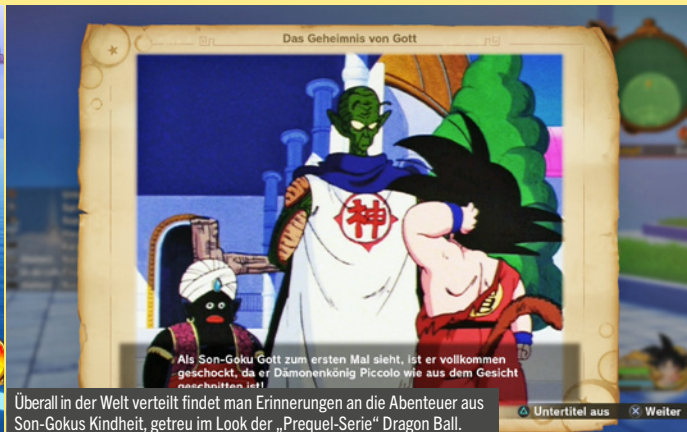 Das Geheimnis von Gott
神
Als Son-Goku Gott zum ersten Mal sieht, ist er vollkommen
geschockt, da er Dämonenkönig Piccolo wie aus dem Gesicht
geschnitten ist!
Überall in der Welt verteilt findet man Erinnerungen an die Abenteuer aus
Son-Gokus Kindheit, getreu im Look der „Prequel-Serie“ Dragon Ball.
Untertitel aus
Weiter